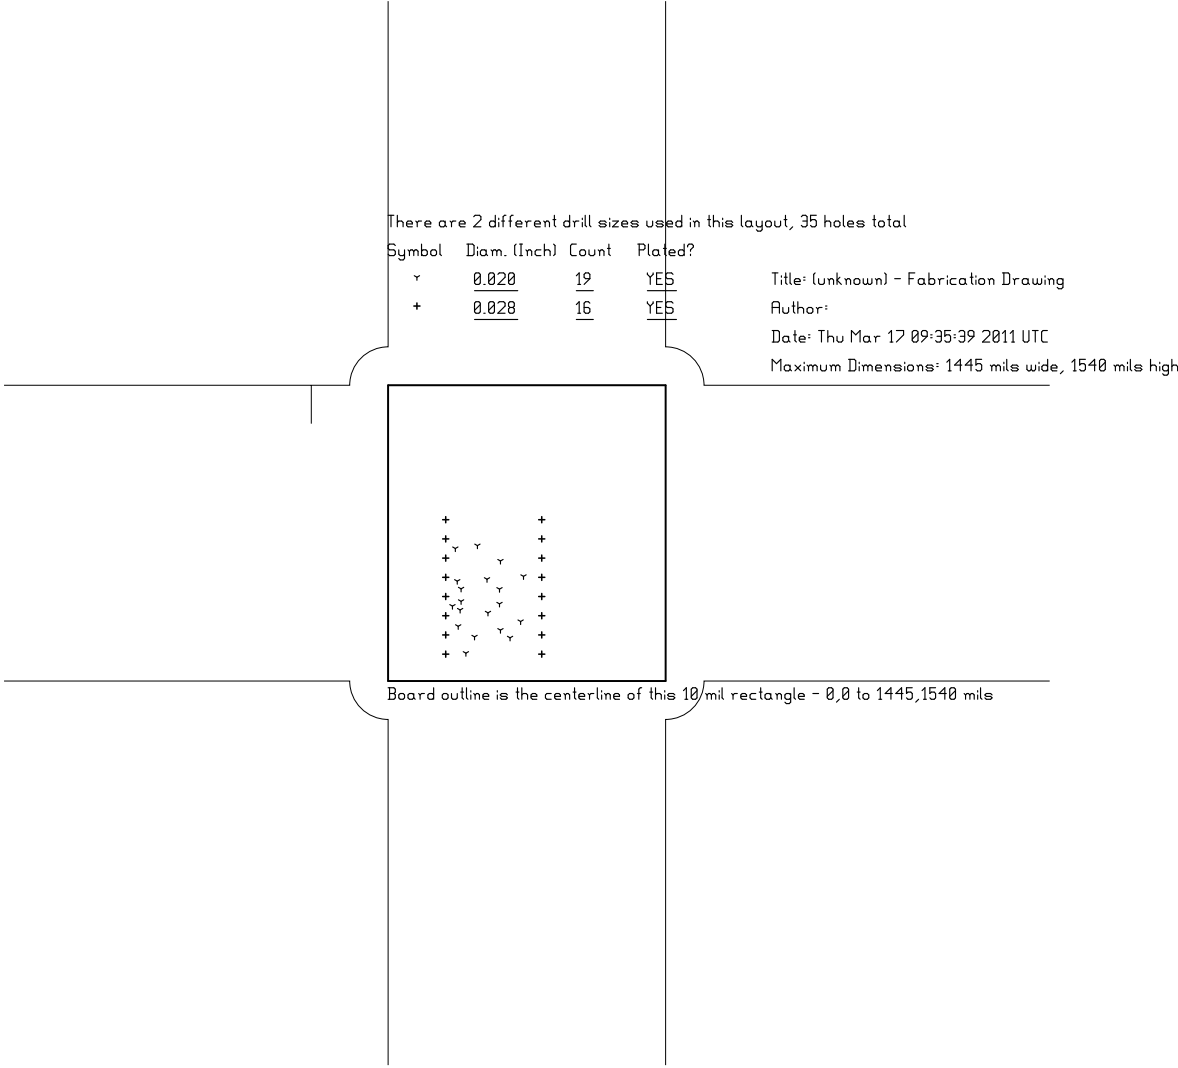 There are 2 different drill sizes used in this layout, 35 holes total
Symbol Diam. (Inch) Count Plated?
0.020 19 YES
0.028 16 YES
Title: (unknown) - Fabrication Drawing
Author:
Date: Thu Mar 17 09:35:39 2011 UTC
Maximum Dimensions: 1445 mils wide, 1540 mils high
Board outline is the centerline of this 10 mil rectangle - 0,0 to 1445,1540 mils